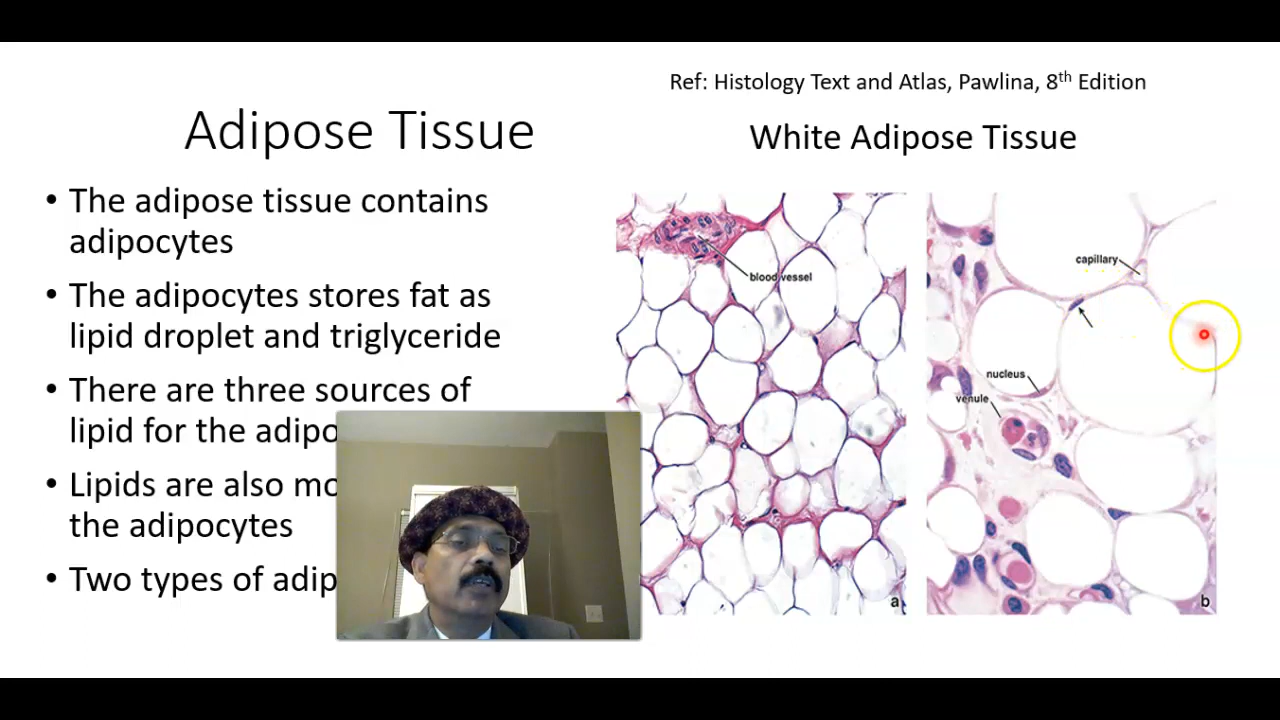 Ref: Histology Text and Atlas, Pawlina, 8th Edition
Adipose Tissue
White Adipose Tissue
• The adipose tissue contains
adipocytes
• The adipocytes stores fat as
lipid droplet and triglyceride
• There are three sources of
lipid for the adipo
• Lipids are also mo
the adipocytes
• Two types of adip
blood vessel
a
capillary
nucleus
venule
b